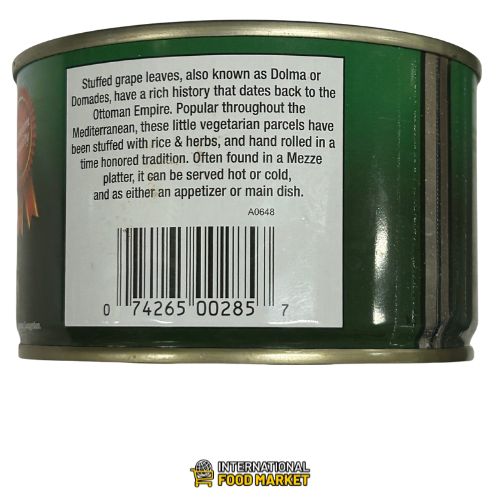 Stuffed grape leaves, also known as Dolma or
Domades, have a rich history that dates back to the
Ottoman Empire. Popular throughout the
Mediterranean, these little vegetarian parcels have
been stuffed with rice & herbs, and hand rolled in a
time honored tradition. Often found in a Mezze
platter, it can be served hot or cold,
and as either an appetizer or main dish.
A0648
0 74265 00285 7
INTERNATIONAL
FOOD MARKET